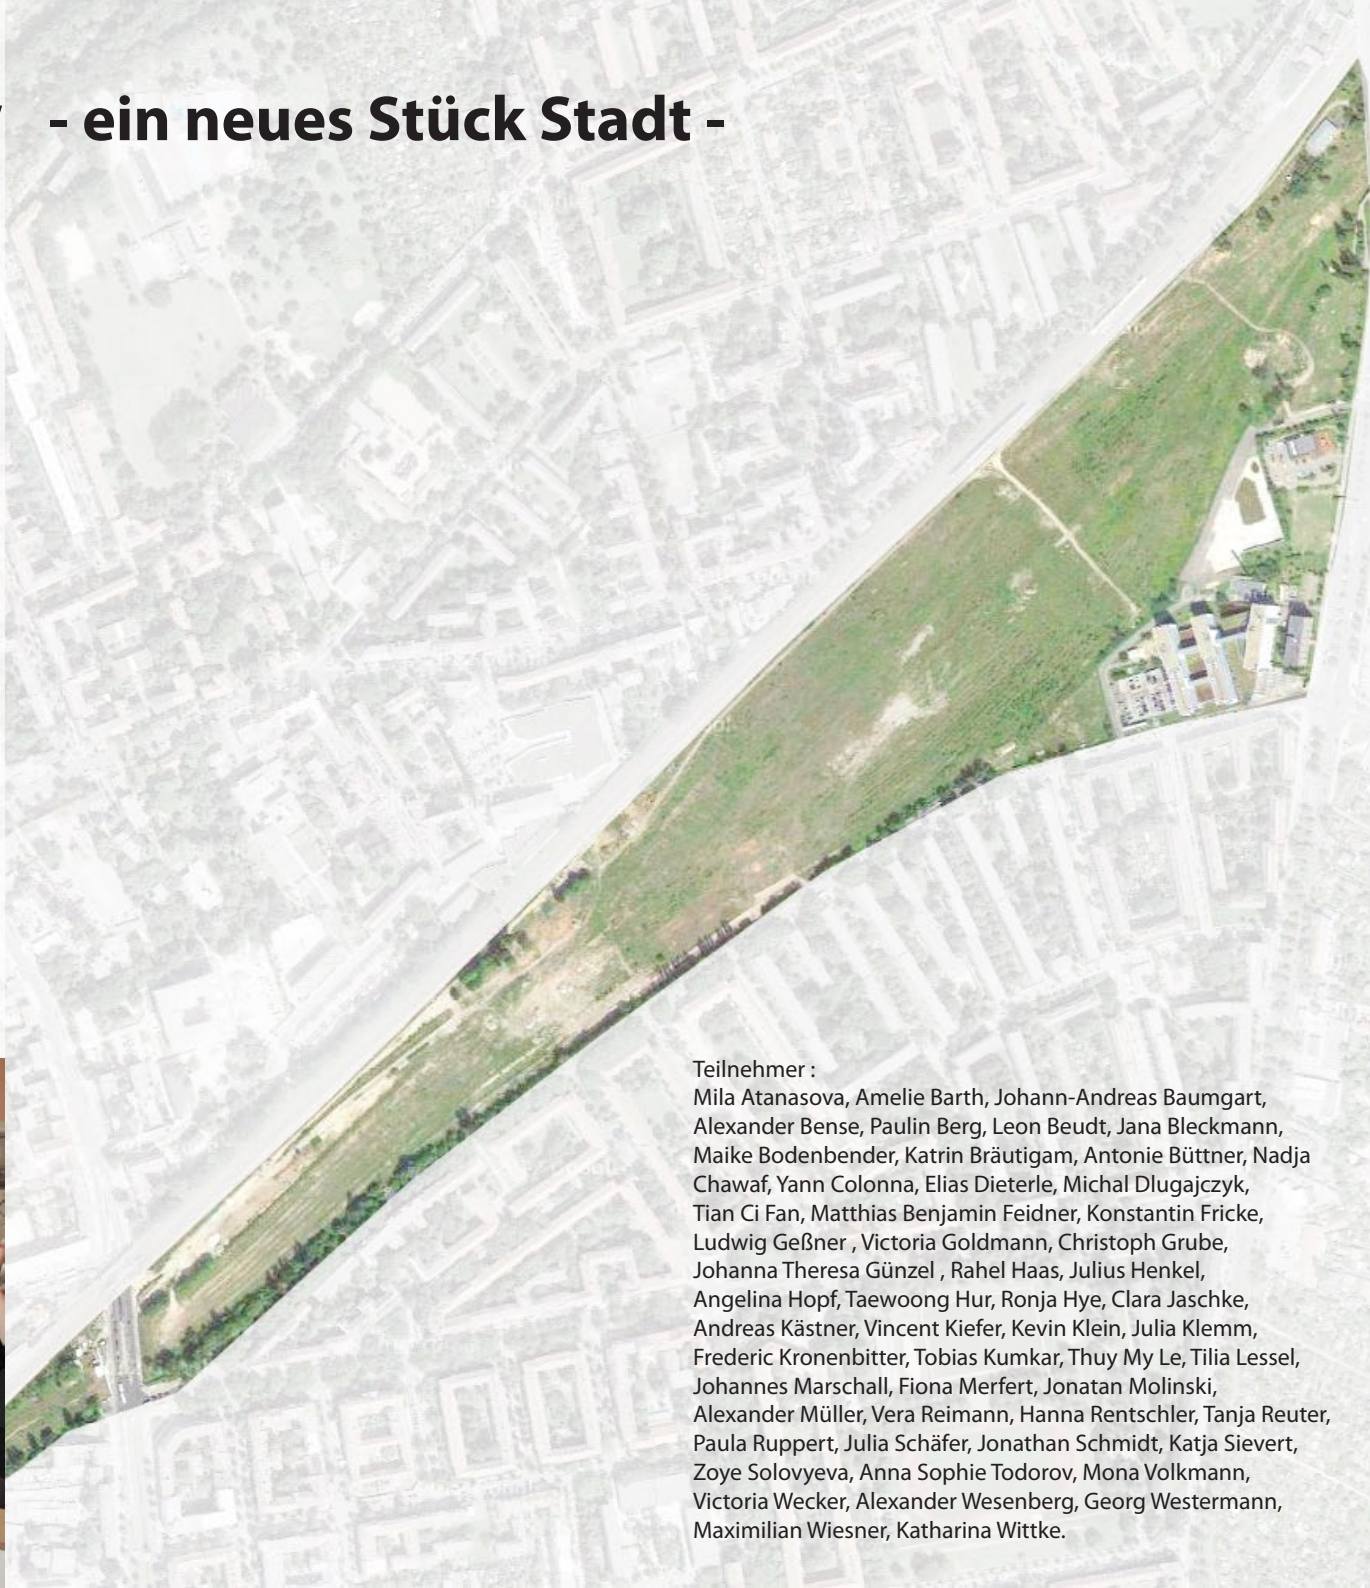 - ein neues Stück Stadt -
Teilnehmer :
Mila Atanasova, Amelie Barth, Johann-Andreas Baumgart,
Alexander Bense, Paulin Berg, Leon Beudt, Jana Bleckmann,
Maike Bodenbender, Katrin Bräutigam, Antonie Büttner, Nadja
Chawaf, Yann Colonna, Elias Dieterle, Michal Dlugajczyk,
Tian Ci Fan, Matthias Benjamin Feidner, Konstantin Fricke,
Ludwig Geßner , Victoria Goldmann, Christoph Grube,
Johanna Theresa Günzel , Rahel Haas, Julius Henkel,
Angelina Hopf, Taewoong Hur, Ronja Hye, Clara Jaschke,
Andreas Kästner, Vincent Kiefer, Kevin Klein, Julia Klemm,
Frederic Kronenbitter, Tobias Kumkar, Thuy My Le, Tilia Lessel,
Johannes Marschall, Fiona Merfert, Jonatan Molinski,
Alexander Müller, Vera Reimann, Hanna Rentschler, Tanja Reuter,
Paula Ruppert, Julia Schäfer, Jonathan Schmidt, Katja Sievert,
Zoye Solovyeva, Anna Sophie Todorov, Mona Volkmann,
Victoria Wecker, Alexander Wesenberg, Georg Westermann,
Maximilian Wiesner, Katharina Wittke.